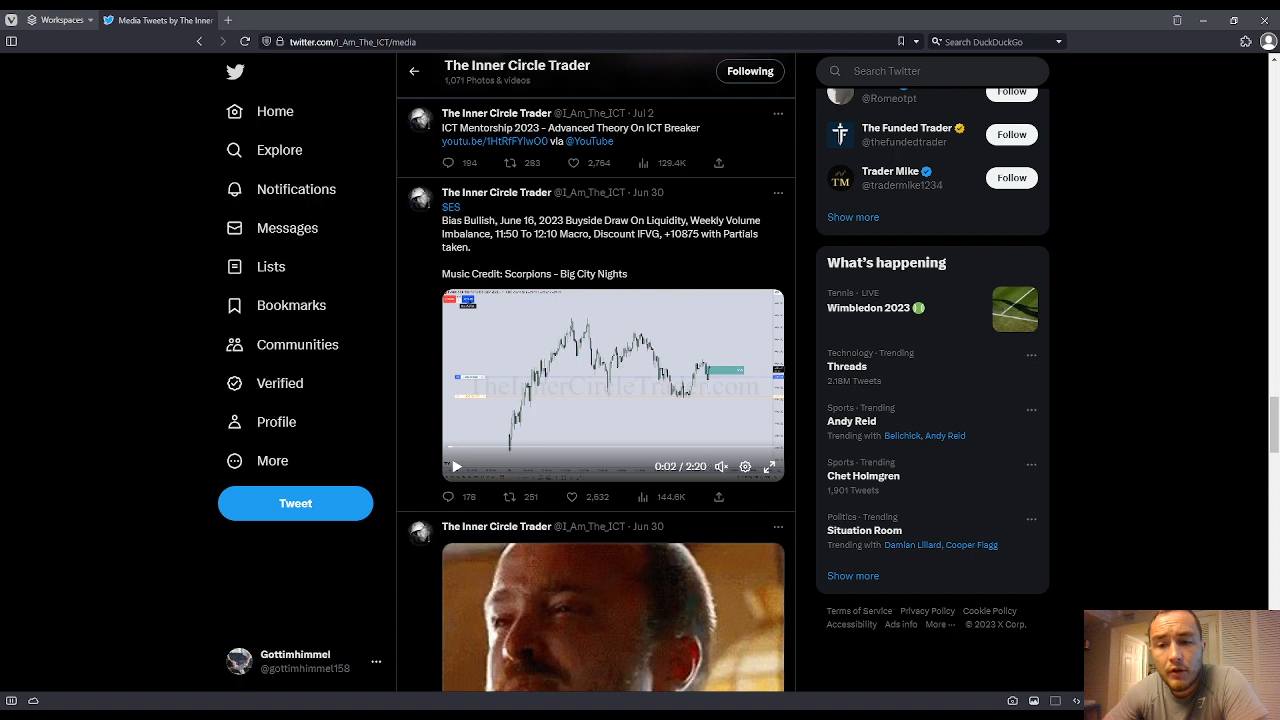 Workspaces
Media Tweets by The Inner
twitter.com/I_Am_The_ICT/media
Search DuckDuckGo
Home
Explore
Notifications
Messages
Lists
Bookmarks
Communities
Verified
Profile
More
Tweet
Gottimhimmel
@gottimhimmel158
The Inner Circle Trader
1,071 Photos & videos
Following
The Inner Circle Trader @I_Am_The_ICT · Jul 2
ICT Mentorship 2023 - Advanced Theory On ICT Breaker
youtu.be/1HtRfFYlwO0 via @YouTube
194 283 2,764 129.4K
The Inner Circle Trader @I_Am_The_ICT · Jun 30
$ES
Bias Bullish, June 16, 2023 Buyside Draw On Liquidity, Weekly Volume
Imbalance, 11:50 To 12:10 Macro, Discount IFVG, +10875 with Partials
taken.
Music Credit: Scorpions - Big City Nights
TheInnerCircleTrader.com
0:02 / 2:20
178 251 2,632 144.6K
The Inner Circle Trader @I_Am_The_ICT · Jun 30
Search Twitter
@Romeotpt
Follow
The Funded Trader
@thefundedtrader
Follow
TM
Trader Mike
@tradermike1234
Follow
Show more
What's happening
Tennis · LIVE
Wimbledon 2023
Technology · Trending
Threads
2.18M Tweets
Sports · Trending
Andy Reid
Trending with Belichick, Andy Reid
Sports · Trending
Chet Holmgren
1,901 Tweets
Politics · Trending
Situation Room
Trending with Damian Lillard, Cooper Flagg
Show more
Terms of Service Privacy Policy Cookie Policy
Accessibility Ads info More ··· © 2023 X Corp.